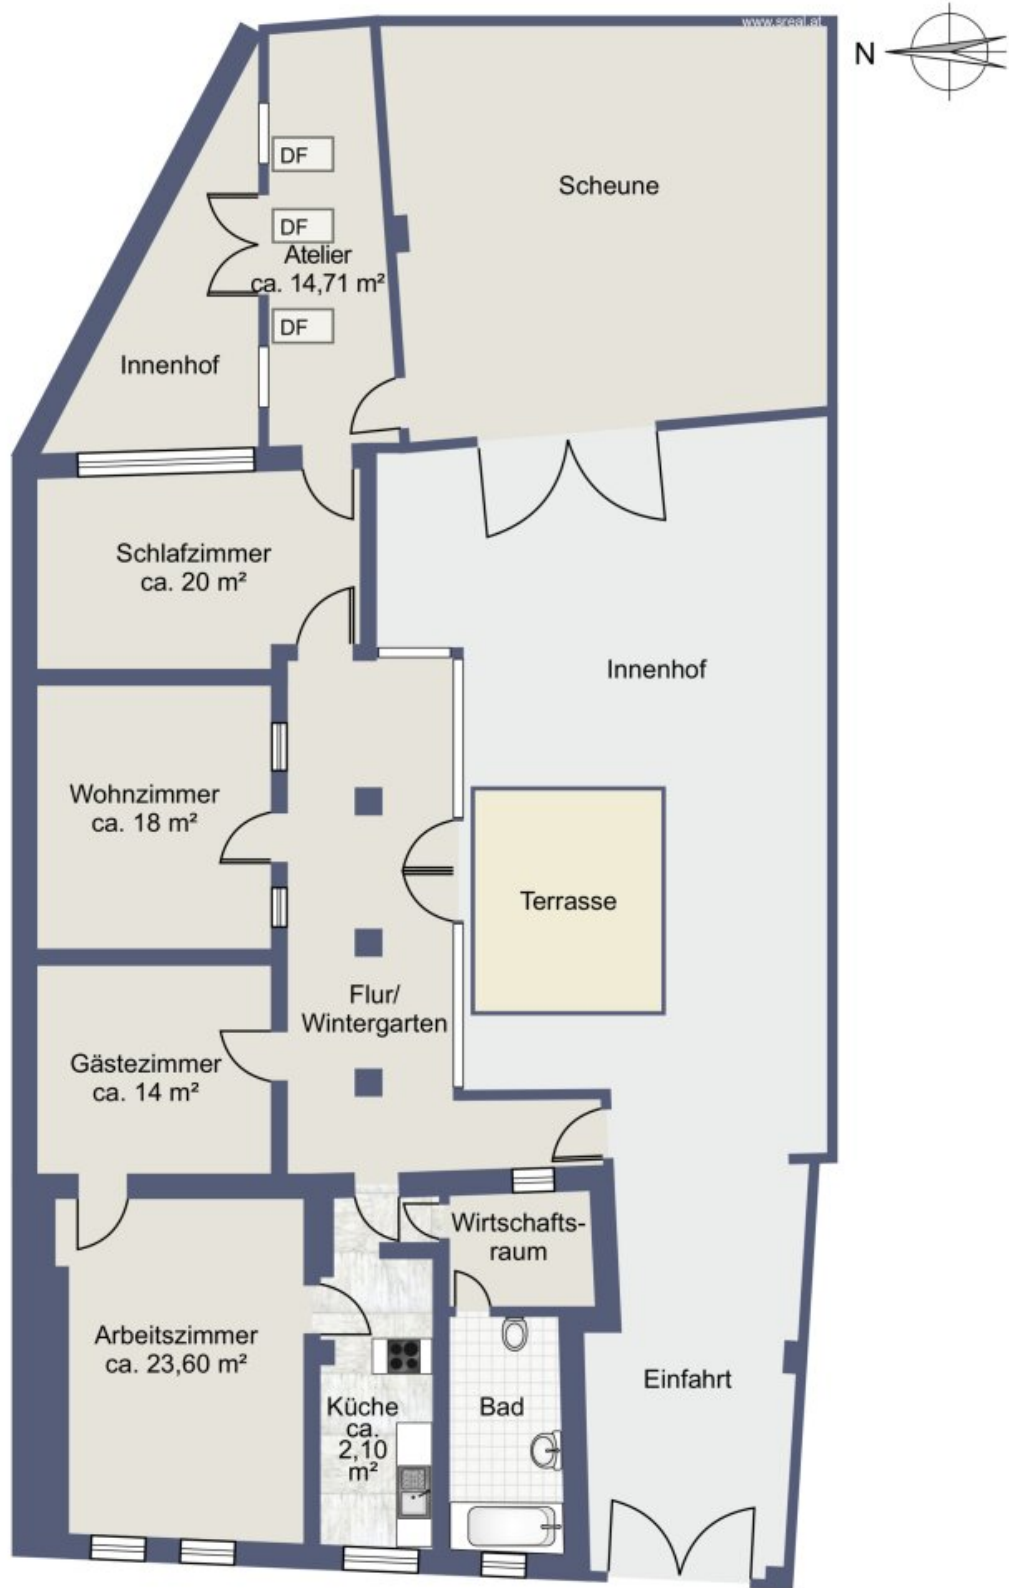 www.sreal.at
N
DF
Scheune
DF
Atelier
ca. 14,71 m²
DF
Innenhof
Schlafzimmer
ca. 20 m²
Innenhof
Wohnzimmer
ca. 18 m²
Terrasse
Flur/
Wintergarten
Gästezimmer
ca. 14 m²
Wirtschafts-
raum
Arbeitszimmer
ca. 23,60 m²
Küche
ca.
2,10
m²
Bad
Einfahrt